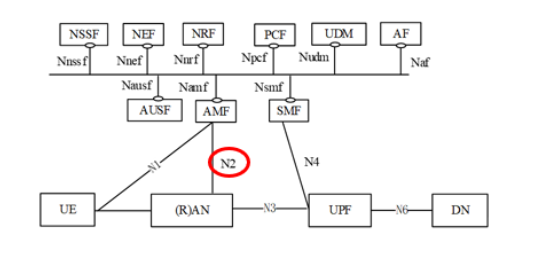 NSSF NEF NRF PCF UDM AF
Nnssf Nnef Nnrf Npcf Nudm Naf
Nausf Namf Nsmf
AUSF AMF SMF
N1 N2 N4
UE (R)AN N3 UPF N6 DN